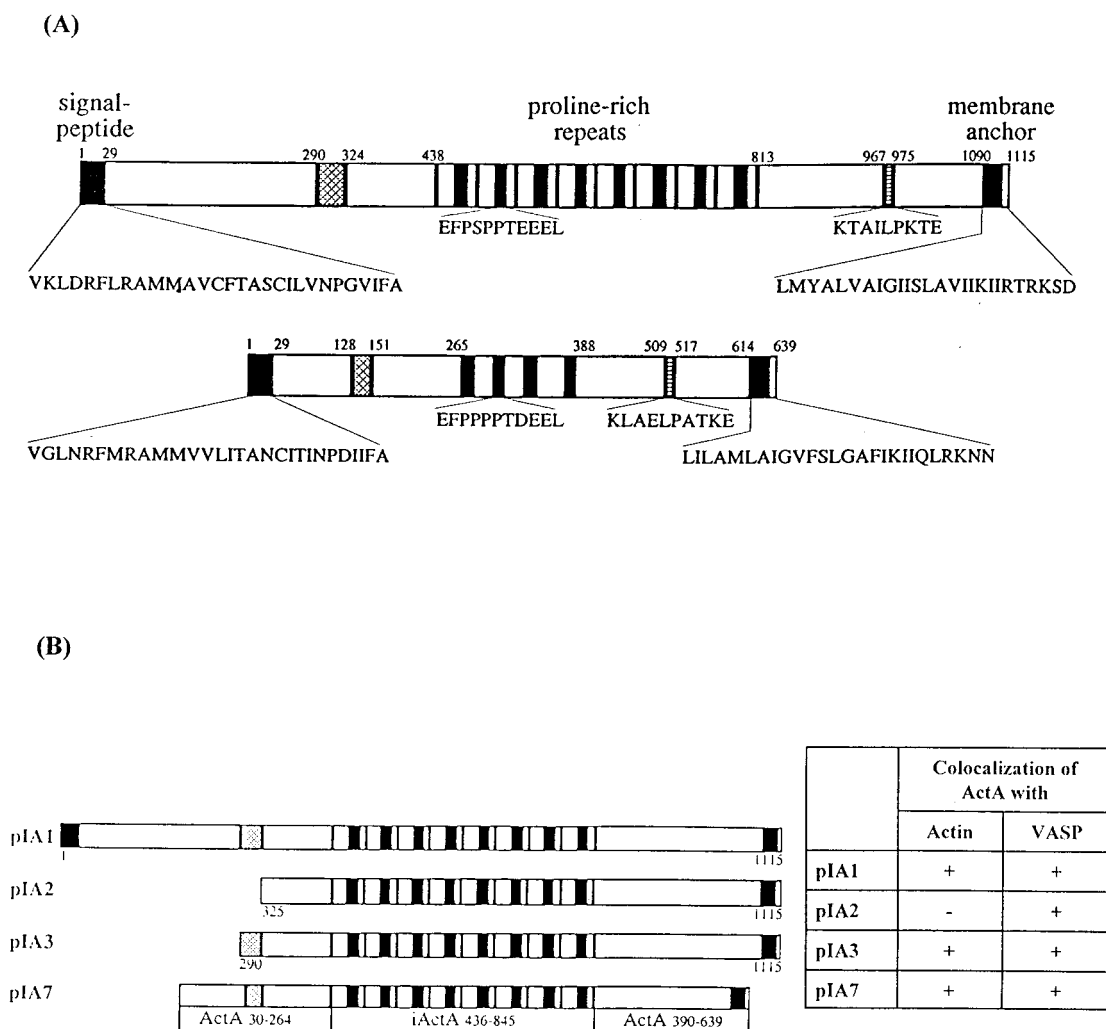 (A)
signal-peptide
proline-rich repeats
membrane anchor
1 29 290 324 438 813 967 975 1090 1115
EFPSPPTEEEL
KTAILPKTE
VKLDRFLRAMMAVCFTASCILVNPGVIFA
LMYALVAIGIISLAVIIKIIRTRKSD
1 29 128 151 265 388 509 517 614 639
EFPPPPTDEEL
KLAELPATKE
VGLNRFMRAMMVVLITANCITINPDIIFA
LILAMLAIGVFSLGAFIKIIQLRKNN
(B)
Colocalization of ActA with
Actin VASP
pIA1 + +
pIA2 - +
pIA3 + +
pIA7 + +
pIA1
1 1115
pIA2
325 1115
pIA3
290 1115
pIA7
ActA 30-264 iActA 436-845 ActA 390-639